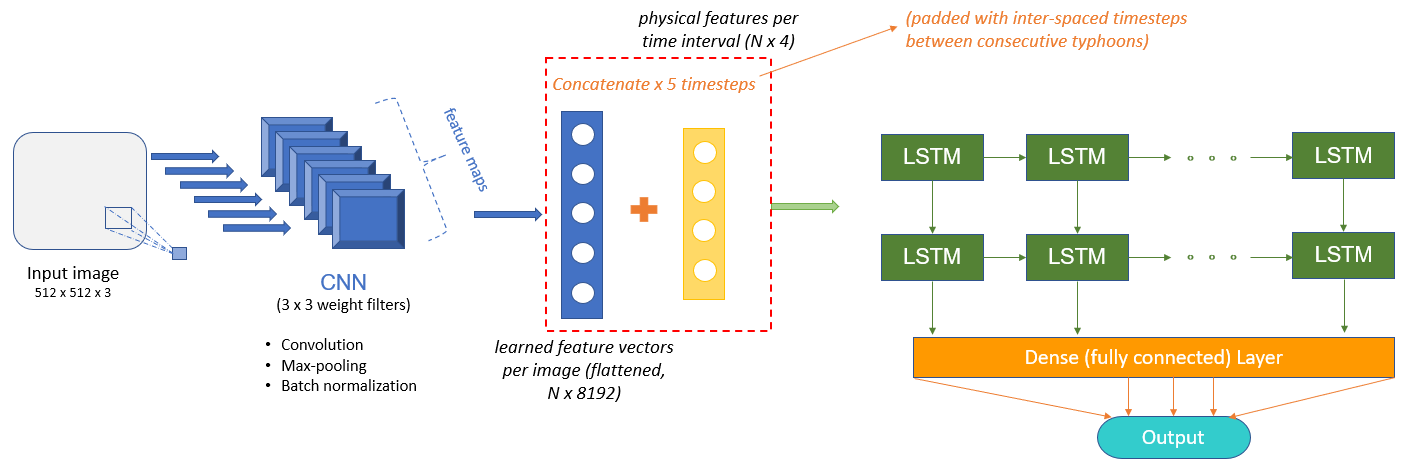 physical features per
time interval (N x 4)
(padded with inter-spaced timesteps
between consecutive typhoons)
Concatenate x 5 timesteps
feature maps
Input image
512 x 512 x 3
CNN
(3 x 3 weight filters)
• Convolution
• Max-pooling
• Batch normalization
learned feature vectors
per image (flattened,
N x 8192)
LSTM
LSTM
LSTM
LSTM
LSTM
LSTM
Dense (fully connected) Layer
Output